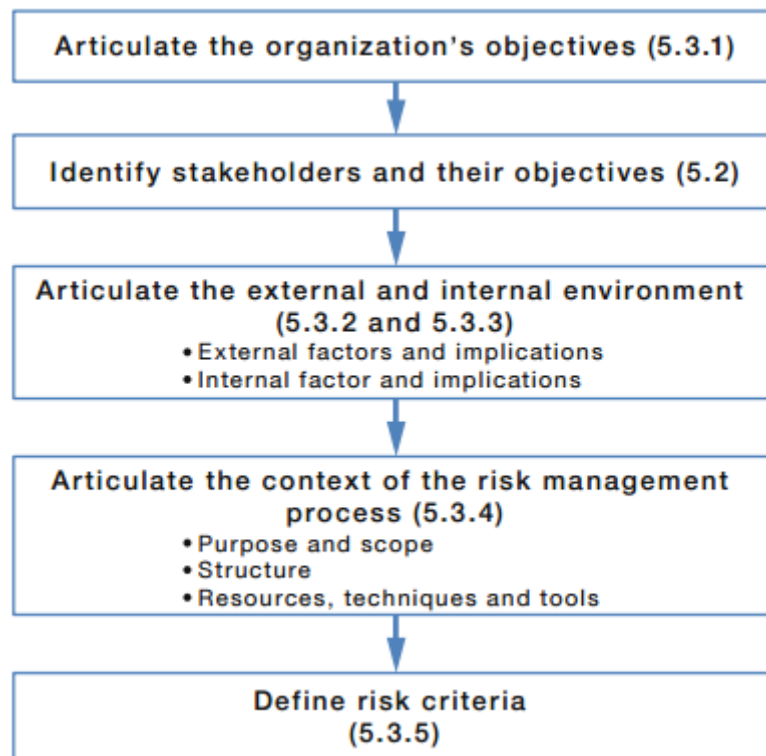 Articulate the organization’s objectives (5.3.1)
Identify stakeholders and their objectives (5.2)
Articulate the external and internal environment
(5.3.2 and 5.3.3)
• External factors and implications
• Internal factor and implications
Articulate the context of the risk management
process (5.3.4)
• Purpose and scope
• Structure
• Resources, techniques and tools
Define risk criteria
(5.3.5)